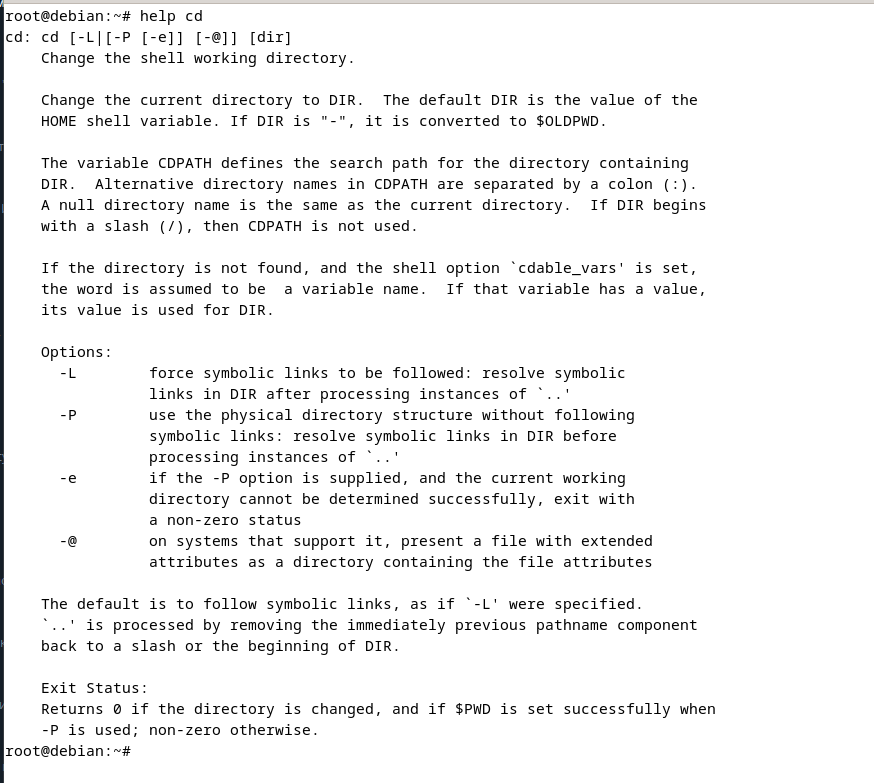 root@debian:~# help cd
cd: cd [-L|[-P [-e]] [-@]] [dir]
    Change the shell working directory.

    Change the current directory to DIR.  The default DIR is the value of the
    HOME shell variable. If DIR is "-", it is converted to $OLDPWD.

    The variable CDPATH defines the search path for the directory containing
    DIR.  Alternative directory names in CDPATH are separated by a colon (:).
    A null directory name is the same as the current directory.  If DIR begins
    with a slash (/), then CDPATH is not used.

    If the directory is not found, and the shell option `cdable_vars' is set,
    the word is assumed to be  a variable name.  If that variable has a value,
    its value is used for DIR.

    Options:
      -L        force symbolic links to be followed: resolve symbolic
                links in DIR after processing instances of `..'
      -P        use the physical directory structure without following
                symbolic links: resolve symbolic links in DIR before
                processing instances of `..'
      -e        if the -P option is supplied, and the current working
                directory cannot be determined successfully, exit with
                a non-zero status
      -@        on systems that support it, present a file with extended
                attributes as a directory containing the file attributes

    The default is to follow symbolic links, as if `-L' were specified.
    `..' is processed by removing the immediately previous pathname component
    back to a slash or the beginning of DIR.

    Exit Status:
    Returns 0 if the directory is changed, and if $PWD is set successfully when
    -P is used; non-zero otherwise.
root@debian:~#